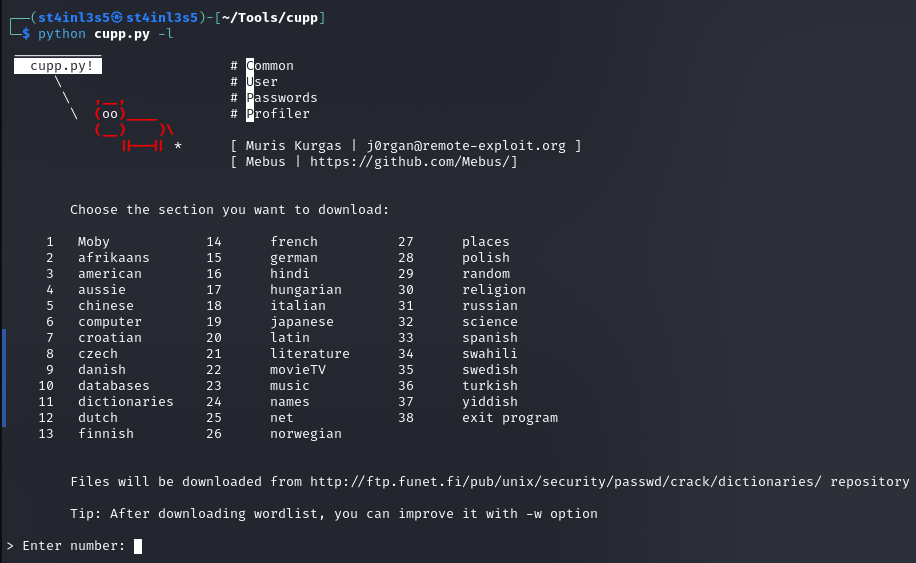 ┌──(st4inl3s5㉿st4inl3s5)-[~/Tools/cupp]
└─$ python cupp.py -l
 ___________
   cupp.py!                 # Common
      \                     # User
       \   ,__,             # Passwords
        \  (oo)____         # Profiler
           (__)    )\
              ||--|| *      [ Muris Kurgas | j0rgan@remote-exploit.org ]
                            [ Mebus | https://github.com/Mebus/]
        Choose the section you want to download:
     1   Moby            14      french          27      places
     2   afrikaans       15      german          28      polish
     3   american        16      hindi           29      random
     4   aussie          17      hungarian       30      religion
     5   chinese         18      italian         31      russian
     6   computer        19      japanese        32      science
     7   croatian        20      latin           33      spanish
     8   czech           21      literature      34      swahili
     9   danish          22      movieTV         35      swedish
    10   databases       23      music           36      turkish
    11   dictionaries    24      names           37      yiddish
    12   dutch           25      net             38      exit program
    13   finnish         26      norwegian
        Files will be downloaded from http://ftp.funet.fi/pub/unix/security/passwd/crack/dictionaries/ repository
        Tip: After downloading wordlist, you can improve it with -w option
> Enter number: